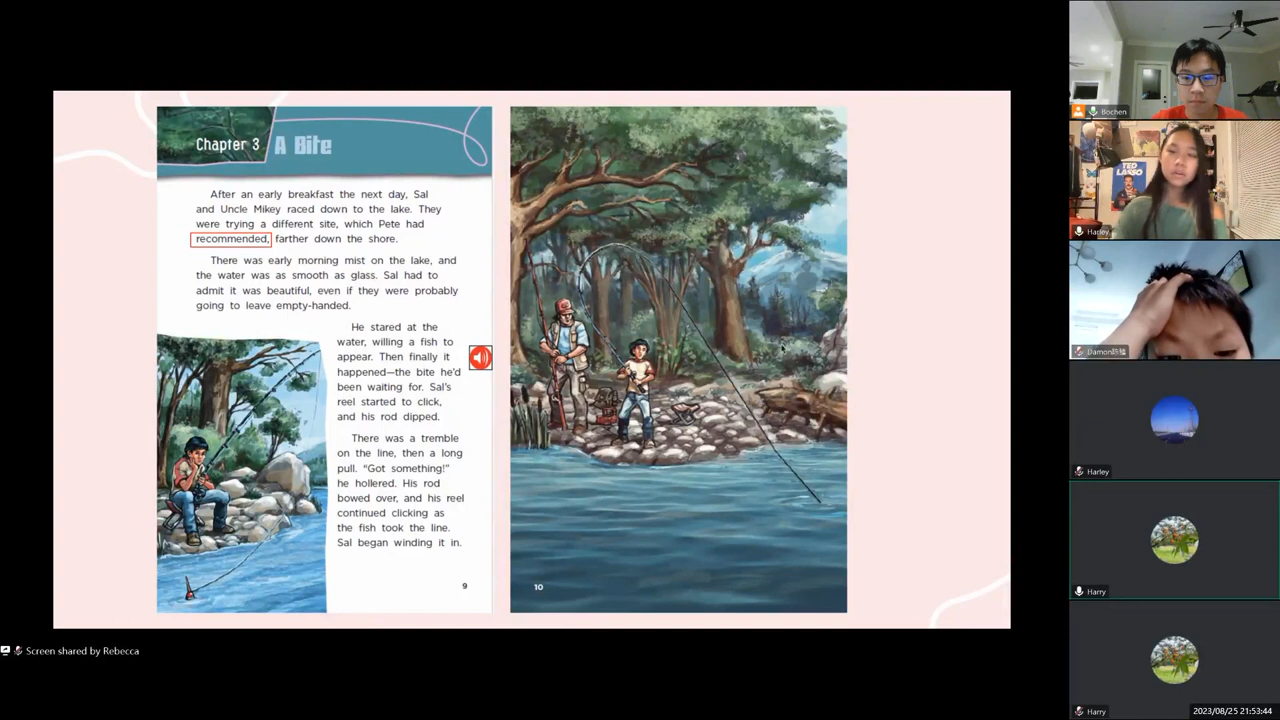 Chapter 3
A Bite
After an early breakfast the next day, Sal
and Uncle Mikey raced down to the lake. They
were trying a different site, which Pete had
recommended, farther down the shore.
There was early morning mist on the lake, and
the water was as smooth as glass. Sal had to
admit it was beautiful, even if they were probably
going to leave empty-handed.
He stared at the
water, willing a fish to
appear. Then finally it
happened—the bite he'd
been waiting for. Sal's
reel started to click,
and his rod dipped.
There was a tremble
on the line, then a long
pull. "Got something!"
he hollered. His rod
bowed over, and his reel
continued clicking as
the fish took the line.
Sal began winding it in.
9
10
Screen shared by Rebecca
Bochen
TED
LASSO
Harley
Harley
Harry
Harry
2023/08/25 21:53:44